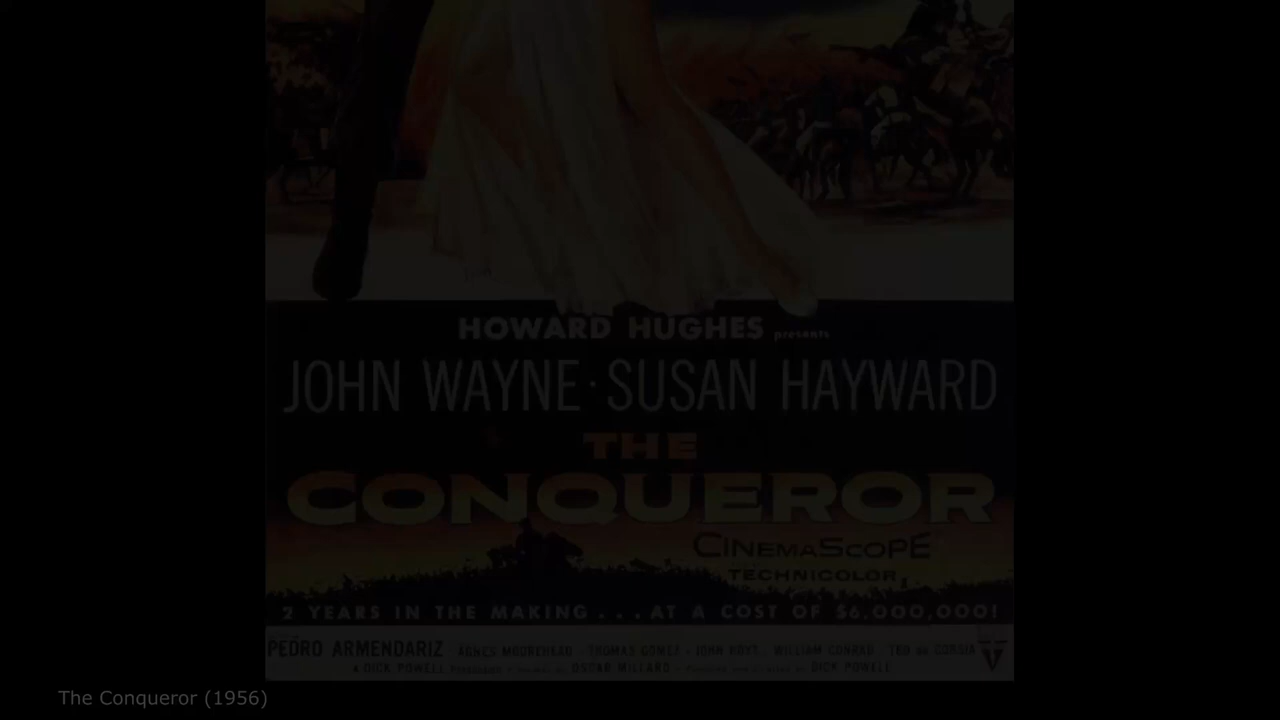 HOWARD HUGHES presents
JOHN WAYNE · SUSAN HAYWARD
THE
CONQUEROR
CINEMASCOPE
TECHNICOLOR
2 YEARS IN THE MAKING...AT A COST OF $6,000,000!
PEDRO ARMENDARIZ AGNES MOOREHEAD · THOMAS GOMEZ · JOHN HOYT · WILLIAM CONRAD · TED de CORSIA
A DICK POWELL OSCAR MILLARD DICK POWELL
The Conqueror (1956)